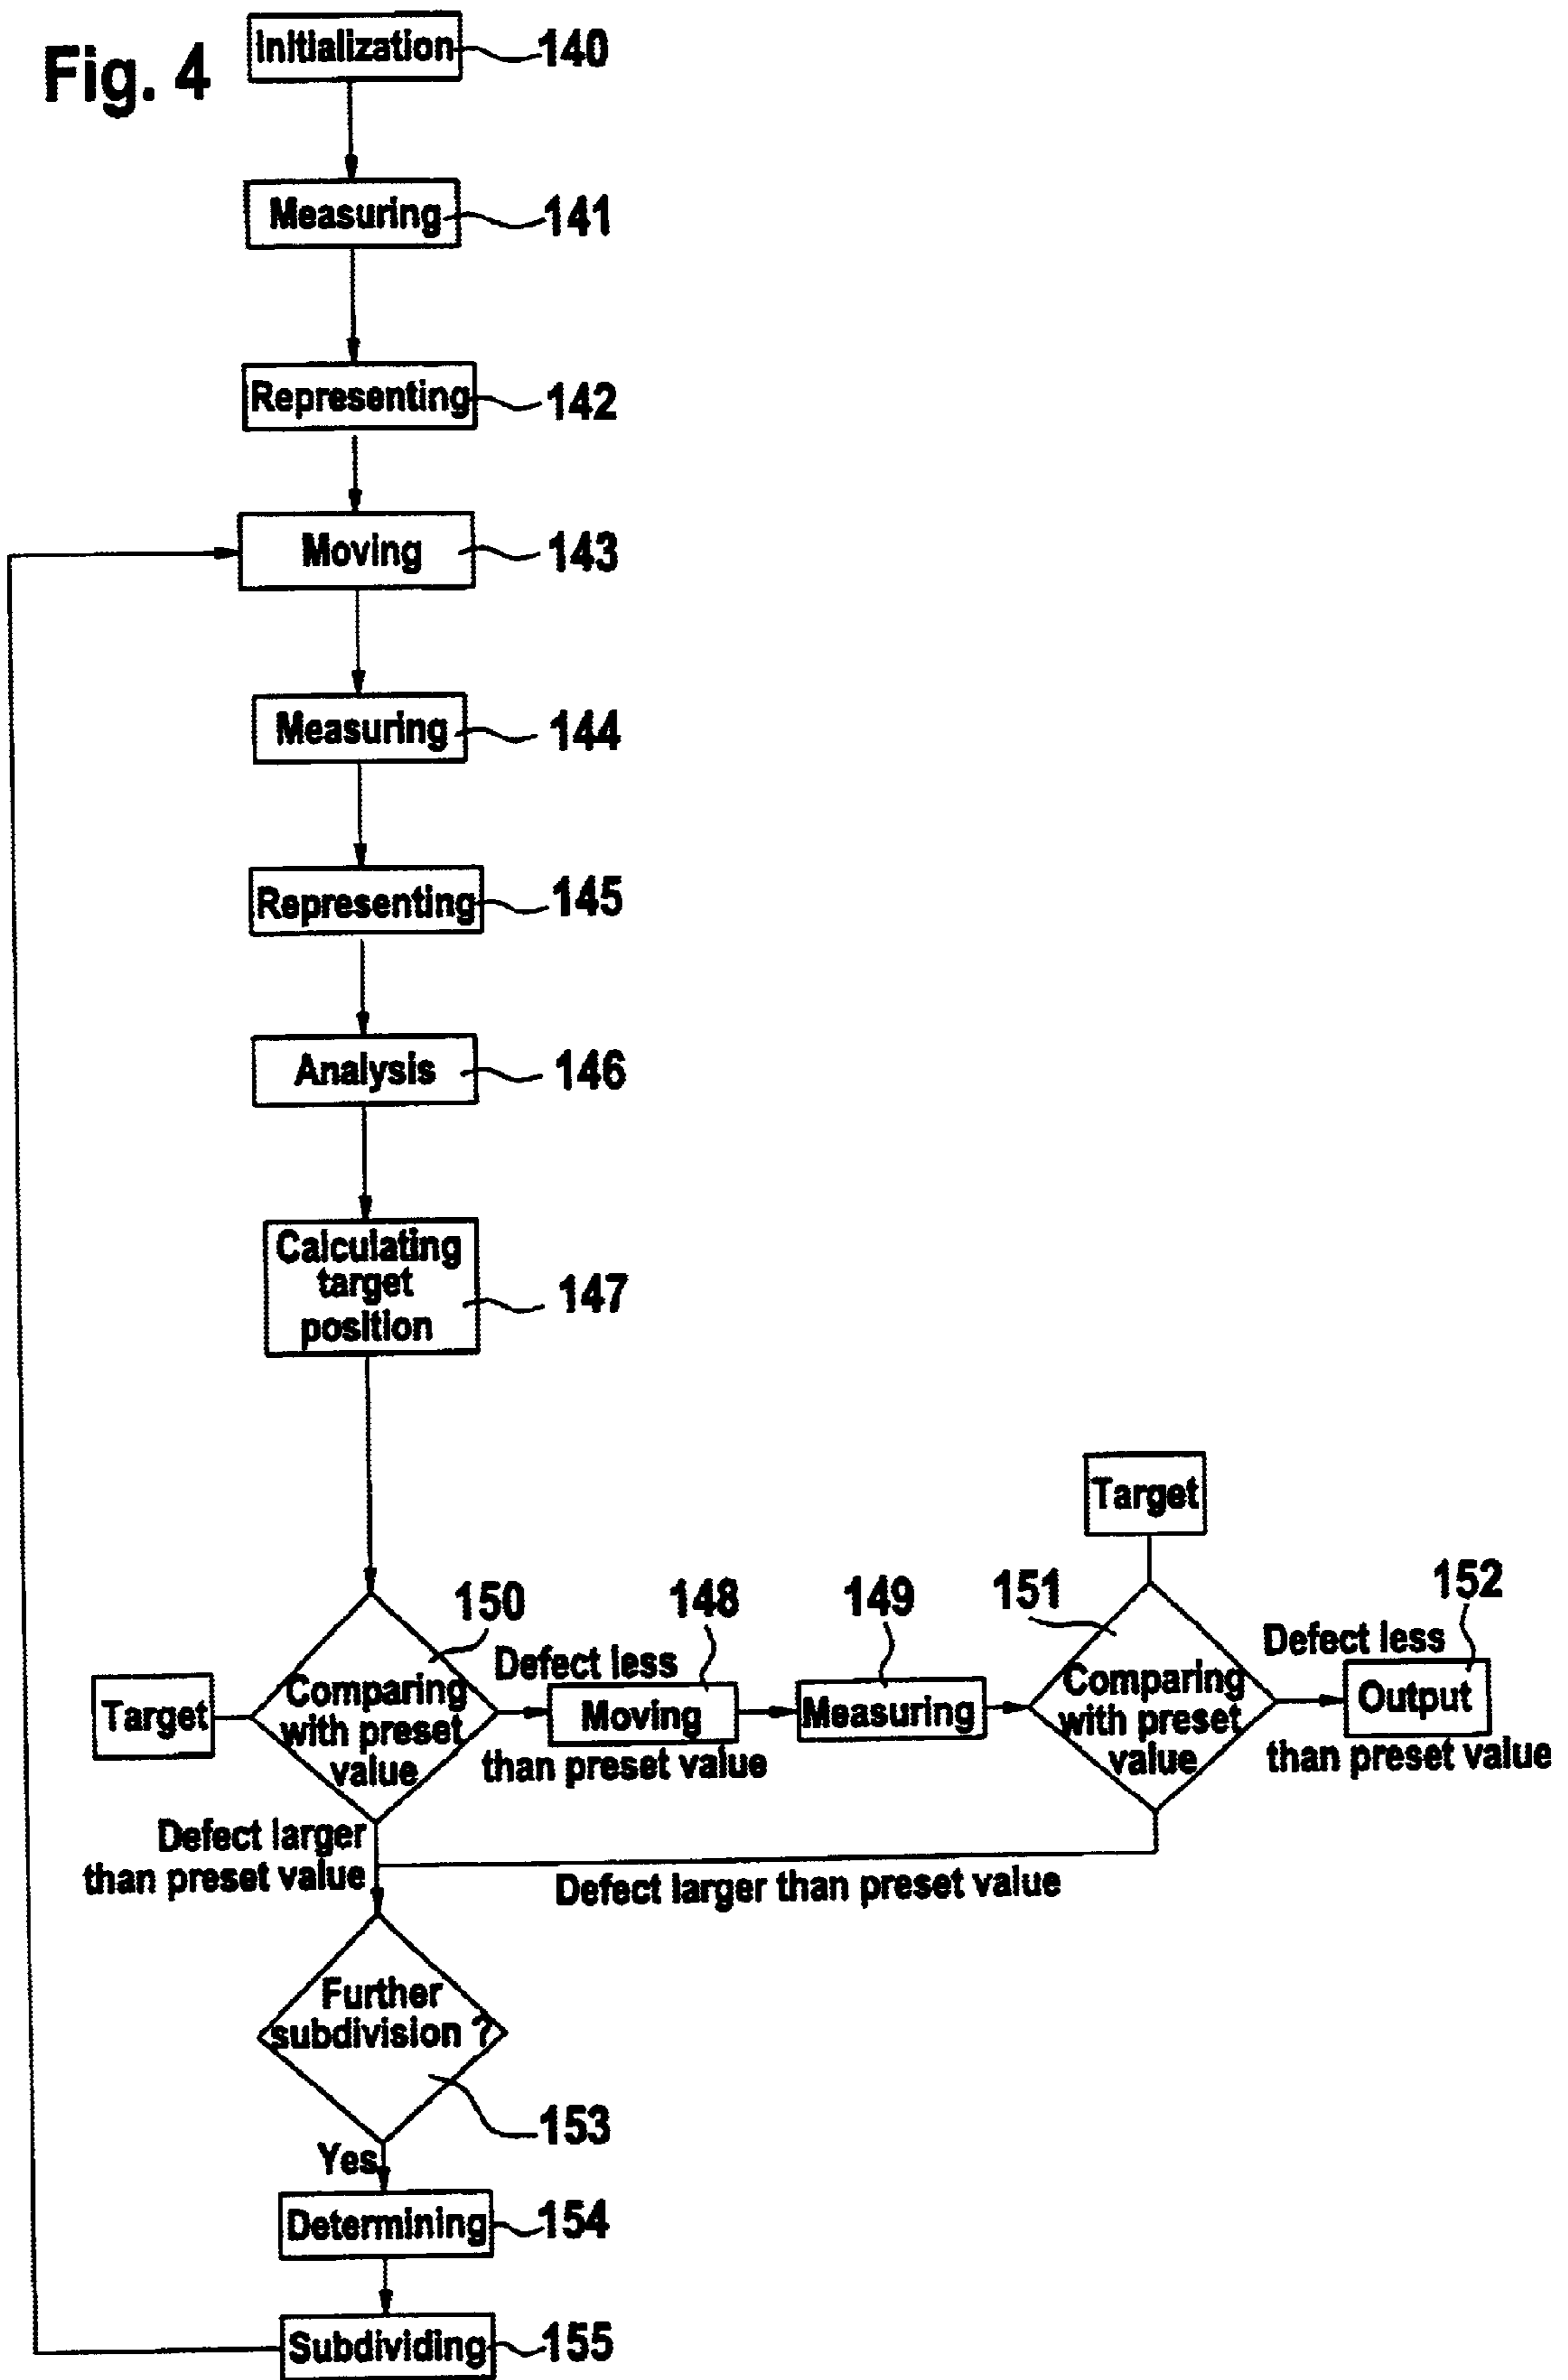 Fig. 4
Initialization
140
Measuring
141
Representing
142
Moving
143
Measuring
144
Representing
145
Analysis
146
Calculating
target
position
147
Target
150
Comparing
with preset
value
Defect less
than preset value
148
Moving
149
Measuring
Target
151
Comparing
with preset
value
Defect less
than preset value
152
Output
Defect larger
than preset value
Defect larger than preset value
Further
subdivision ?
153
Yes
Determining
154
Subdividing
155